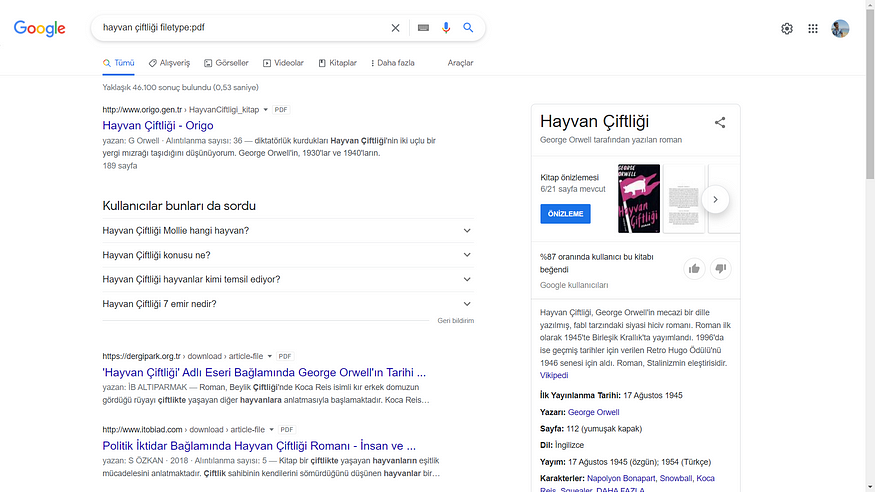 Google
hayvan çiftliği filetype:pdf
Tümü Alışveriş Görseller Videolar Kitaplar Daha fazla Araçlar
Yaklaşık 46.100 sonuç bulundu (0,53 saniye)
http://www.origo.gen.tr › HayvanCiftligi_kitap PDF
Hayvan Çiftliği - Origo
yazan: G Orwell · Alıntılanma sayısı: 36 — diktatörlük kurdukları Hayvan Çiftliği'nin iki uçlu bir
yergi mızrağı taşıdığını düşünüyorum. George Orwell'in, 1930'lar ve 1940'ların.
189 sayfa
Kullanıcılar bunları da sordu
Hayvan Çiftliği Mollie hangi hayvan?
Hayvan Çiftliği konusu ne?
Hayvan Çiftliği hayvanlar kimi temsil ediyor?
Hayvan Çiftliği 7 emir nedir?
Geri bildirim
https://dergipark.org.tr › download › article-file PDF
'Hayvan Çiftliği' Adlı Eseri Bağlamında George Orwell'ın Tarihi ...
yazan: İB ALTIPARMAK — Roman, Beylik Çiftliği'nde Koca Reis isimli kır erkek domuzun
gördüğü rüyayı çiftlikte yaşayan diğer hayvanlara anlatmasıyla başlamaktadır. Koca Reis…
http://www.itobiad.com › download › article-file PDF
Politik İktidar Bağlamında Hayvan Çiftliği Romanı - İnsan ve ...
yazan: S ÖZKAN · 2018 · Alıntılanma sayısı: 5 — Kitap bir çiftlikte yaşayan hayvanların eşitlik
mücadelesini anlatmaktadır. Çiftlik sahibinin kendilerini sömürdüğünü düşünen hayvanlar bir…
Hayvan Çiftliği
George Orwell tarafından yazılan roman
Kitap önizlemesi
6/21 sayfa mevcut
ÖNİZLEME
GEORGE
ORWELL
Hayvan
Çiftliği
%87 oranında kullanıcı bu kitabı
beğendi
Google kullanıcıları
Hayvan Çiftliği, George Orwell'in mecazi bir dille
yazılmış, fabl tarzındaki siyasi hiciv romanı. Roman ilk
olarak 1945'te Birleşik Krallık'ta yayımlandı. 1996'da
ise geçmiş tarihler için verilen Retro Hugo Ödülü'nü
1946 senesi için aldı. Roman, Stalinizmin eleştirisidir.
Vikipedi
İlk Yayınlanma Tarihi: 17 Ağustos 1945
Yazarı: George Orwell
Sayfa: 112 (yumuşak kapak)
Dil: İngilizce
Yayım: 17 Ağustos 1945 (özgün); 1954 (Türkçe)
Karakterler: Napolyon Bonapart, Snowball, Koca
Reis, Squealer, DAHA FAZLA